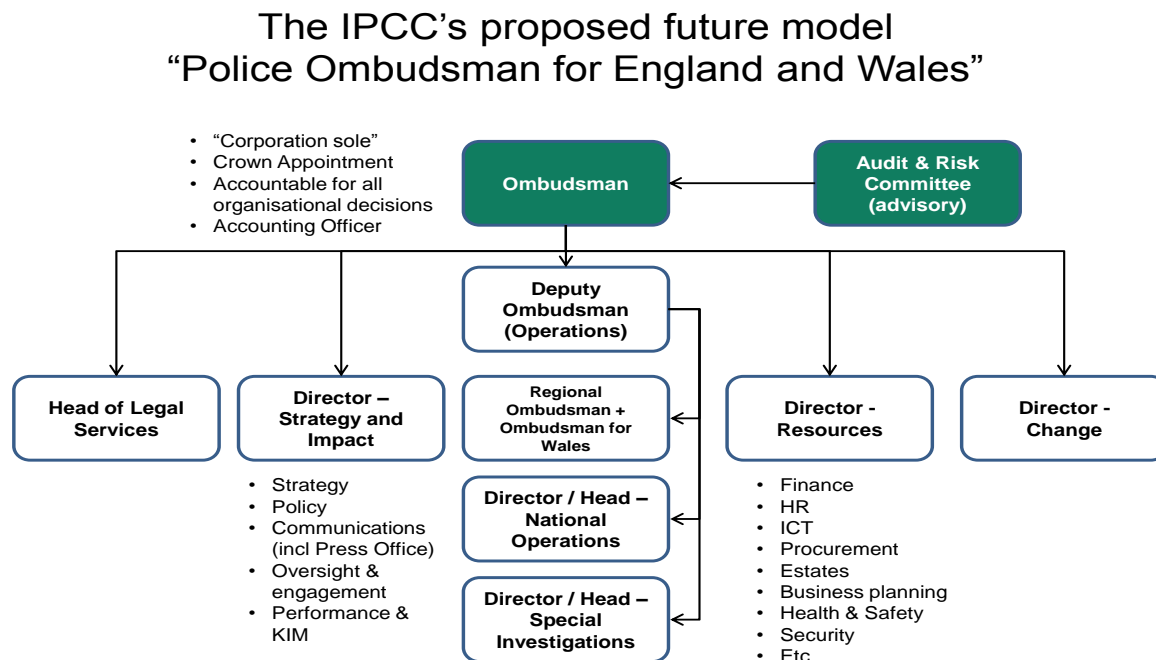 The IPCC’s proposed future model
“Police Ombudsman for England and Wales”
• “Corporation sole”
• Crown Appointment
• Accountable for all
organisational decisions
• Accounting Officer
Ombudsman
Audit & Risk
Committee
(advisory)
Deputy
Ombudsman
(Operations)
Head of Legal
Services
Director –
Strategy and
Impact
Regional
Ombudsman +
Ombudsman for
Wales
Director -
Resources
Director -
Change
• Strategy
• Policy
• Communications
(incl Press Office)
• Oversight &
engagement
• Performance &
KIM
Director / Head –
National
Operations
Director / Head –
Special
Investigations
• Finance
• HR
• ICT
• Procurement
• Estates
• Business planning
• Health & Safety
• Security
• Etc